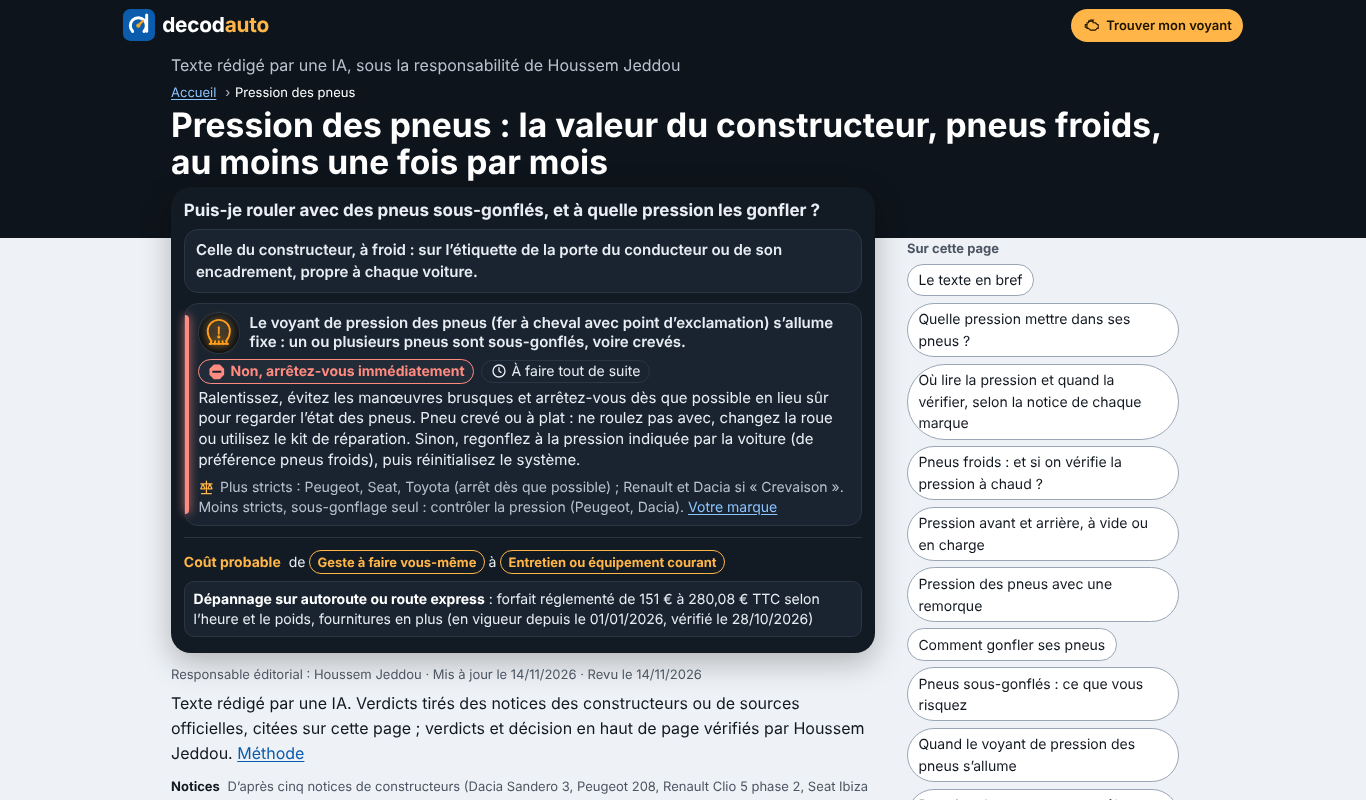 decodauto
Trouver mon voyant
Texte rédigé par une IA, sous la responsabilité de Houssem Jeddou
Accueil › Pression des pneus
Pression des pneus : la valeur du constructeur, pneus froids,
au moins une fois par mois
Puis-je rouler avec des pneus sous-gonflés, et à quelle pression les gonfler ?
Celle du constructeur, à froid : sur l’étiquette de la porte du conducteur ou de son
encadrement, propre à chaque voiture.
Le voyant de pression des pneus (fer à cheval avec point d’exclamation) s’allume
fixe : un ou plusieurs pneus sont sous-gonflés, voire crevés.
Non, arrêtez-vous immédiatement
À faire tout de suite
Ralentissez, évitez les manœuvres brusques et arrêtez-vous dès que possible en lieu sûr
pour regarder l’état des pneus. Pneu crevé ou à plat : ne roulez pas avec, changez la roue
ou utilisez le kit de réparation. Sinon, regonflez à la pression indiquée par la voiture (de
préférence pneus froids), puis réinitialisez le système.
Plus stricts : Peugeot, Seat, Toyota (arrêt dès que possible) ; Renault et Dacia si « Crevaison ».
Moins stricts, sous-gonflage seul : contrôler la pression (Peugeot, Dacia). Votre marque
Coût probable de Geste à faire vous-même à Entretien ou équipement courant
Dépannage sur autoroute ou route express : forfait réglementé de 151 € à 280,08 € TTC selon
l’heure et le poids, fournitures en plus (en vigueur depuis le 01/01/2026, vérifié le 28/10/2026)
Responsable éditorial : Houssem Jeddou · Mis à jour le 14/11/2026 · Revu le 14/11/2026
Texte rédigé par une IA. Verdicts tirés des notices des constructeurs ou de sources
officielles, citées sur cette page ; verdicts et décision en haut de page vérifiés par Houssem
Jeddou. Méthode
Notices D’après cinq notices de constructeurs (Dacia Sandero 3, Peugeot 208, Renault Clio 5 phase 2, Seat Ibiza
Sur cette page
Le texte en bref
Quelle pression mettre dans ses
pneus ?
Où lire la pression et quand la
vérifier, selon la notice de chaque
marque
Pneus froids : et si on vérifie la
pression à chaud ?
Pression avant et arrière, à vide ou
en charge
Pression des pneus avec une
remorque
Comment gonfler ses pneus
Pneus sous-gonflés : ce que vous
risquez
Quand le voyant de pression des
pneus s’allume